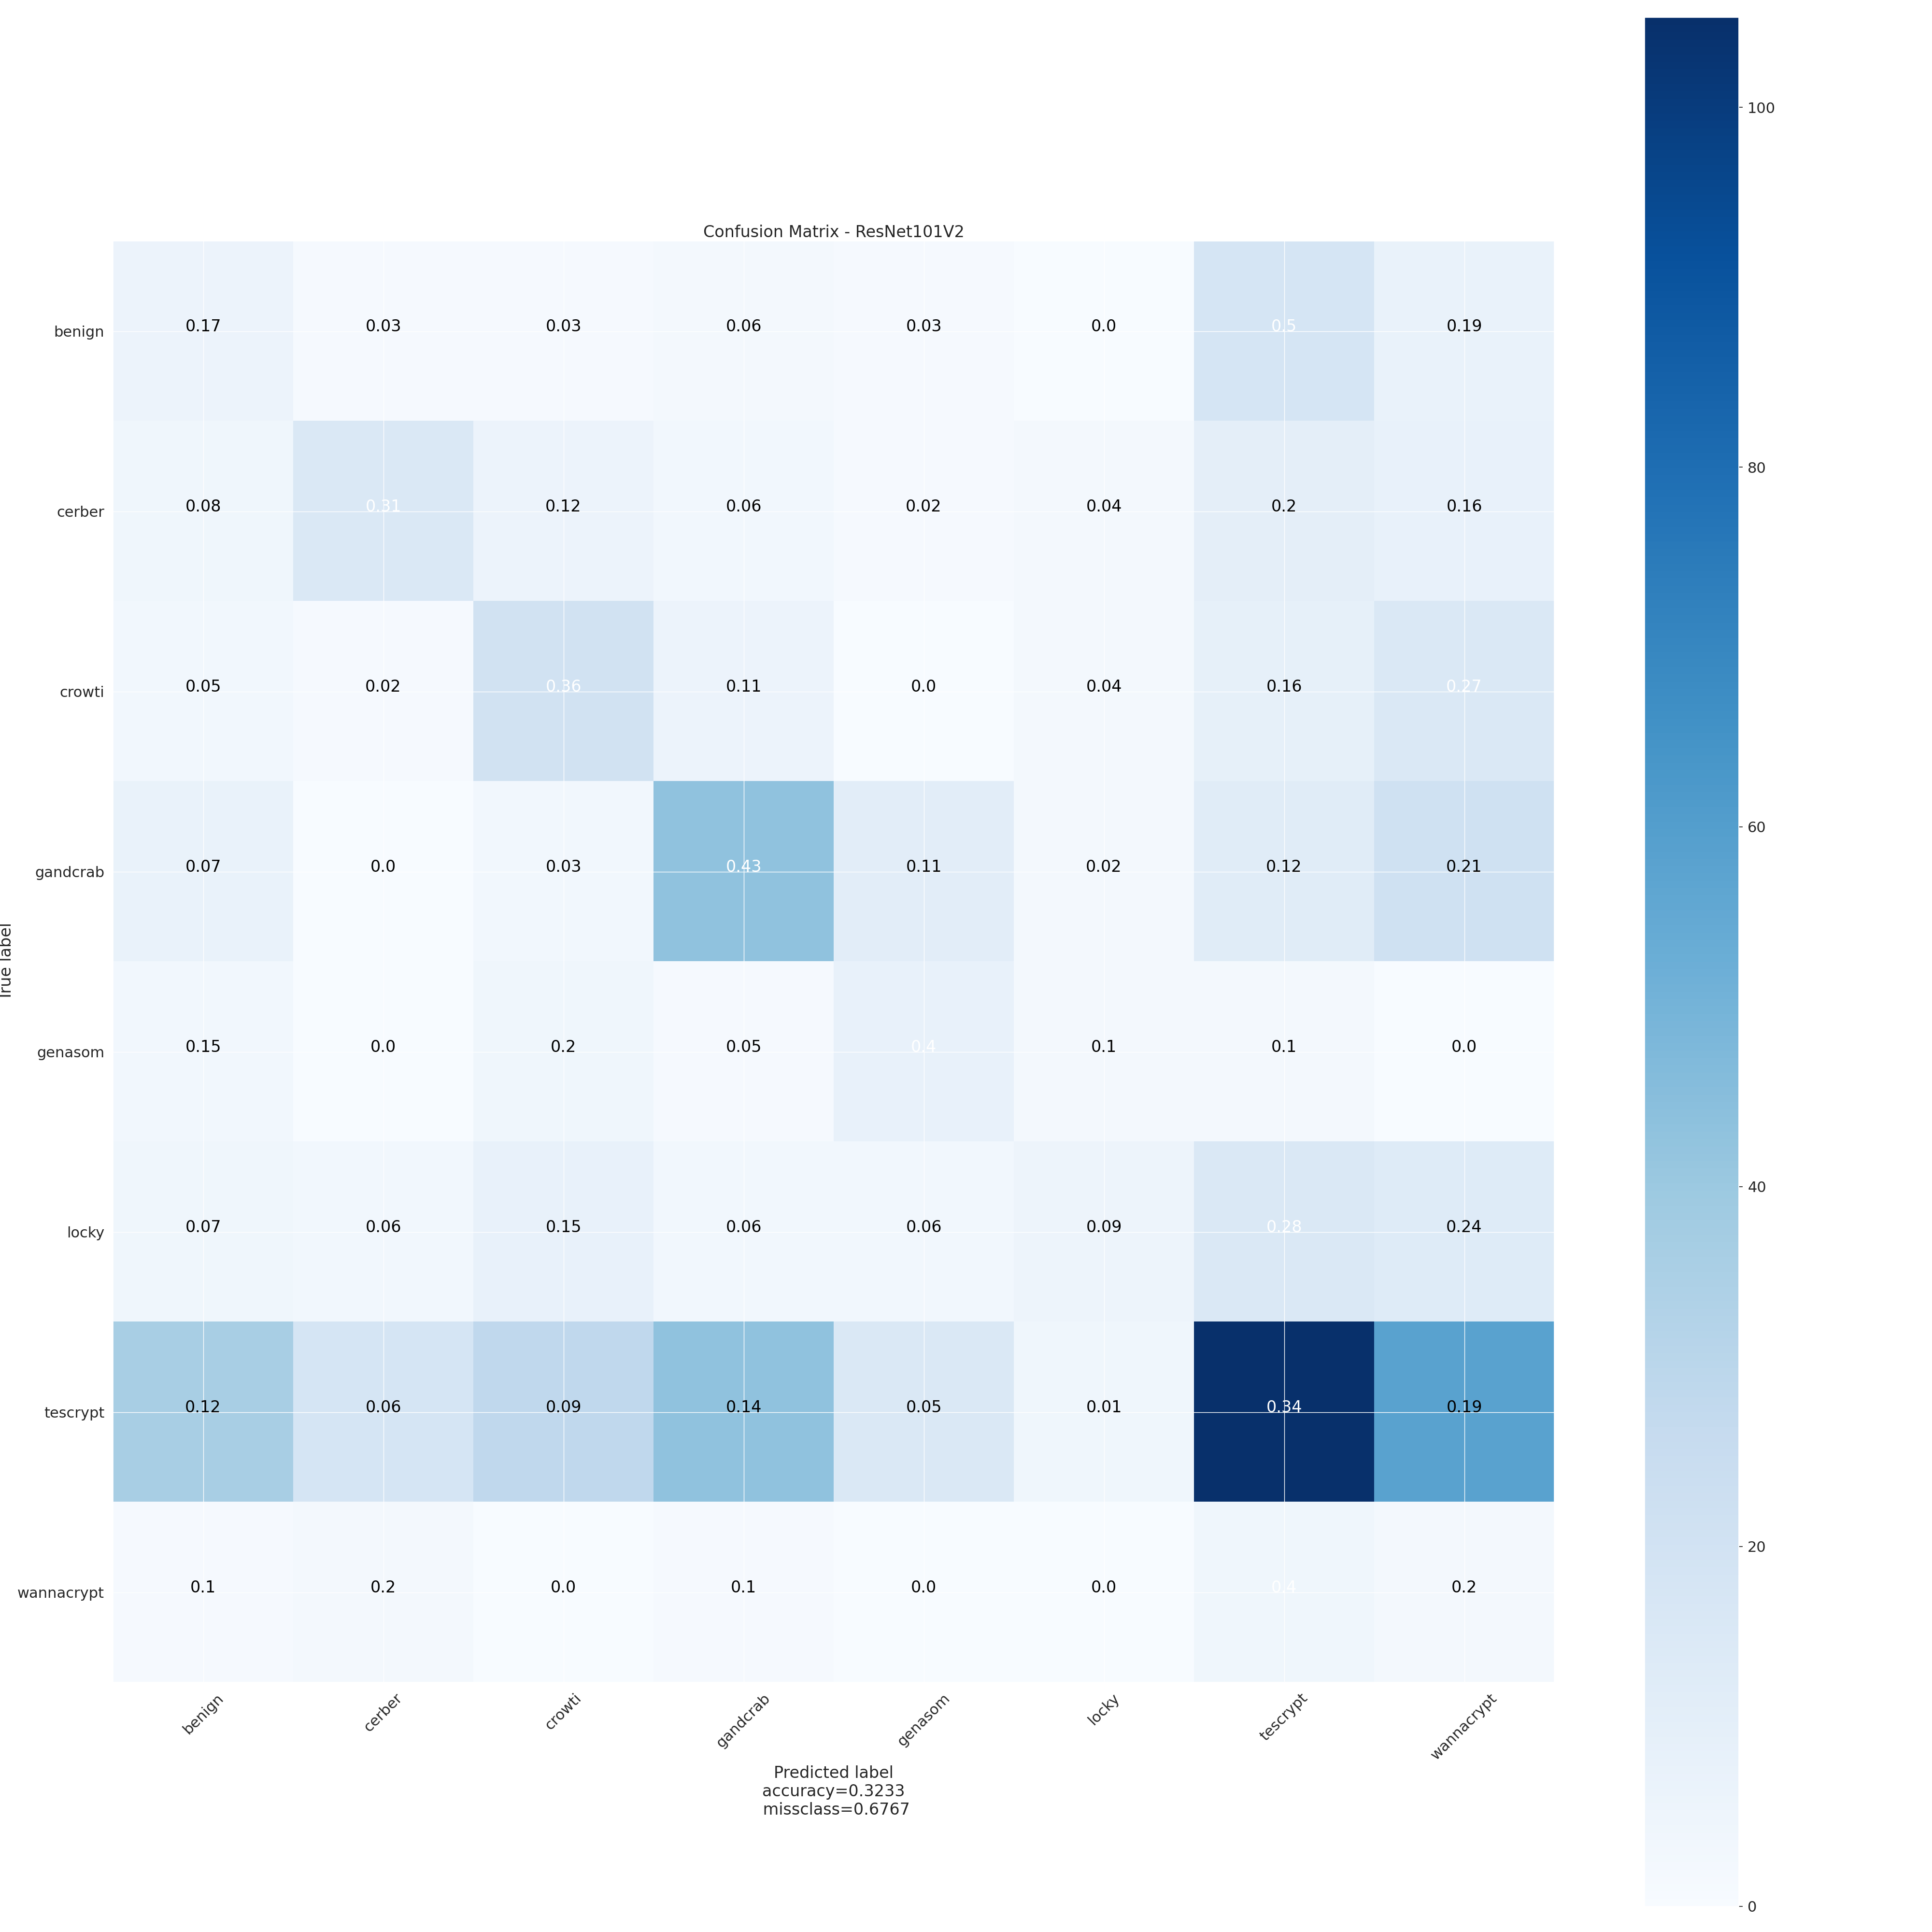 Confusion Matrix - ResNet101V2
benign 0.17 0.03 0.03 0.06 0.03 0.0 0.5 0.19
cerber 0.08 0.31 0.12 0.06 0.02 0.04 0.2 0.16
crowti 0.05 0.02 0.36 0.11 0.0 0.04 0.16 0.27
gandcrab 0.07 0.0 0.03 0.43 0.11 0.02 0.12 0.21
True label
genasom 0.15 0.0 0.2 0.05 0.4 0.1 0.1 0.0
locky 0.07 0.06 0.15 0.06 0.06 0.09 0.28 0.24
tescrypt 0.12 0.06 0.09 0.14 0.05 0.01 0.34 0.19
wannacrypt 0.1 0.2 0.0 0.1 0.0 0.0 0.4 0.2
benign cerber crowti gandcrab genasom locky tescrypt wannacrypt
Predicted label
accuracy=0.3233
missclass=0.6767
100
80
60
40
20
0